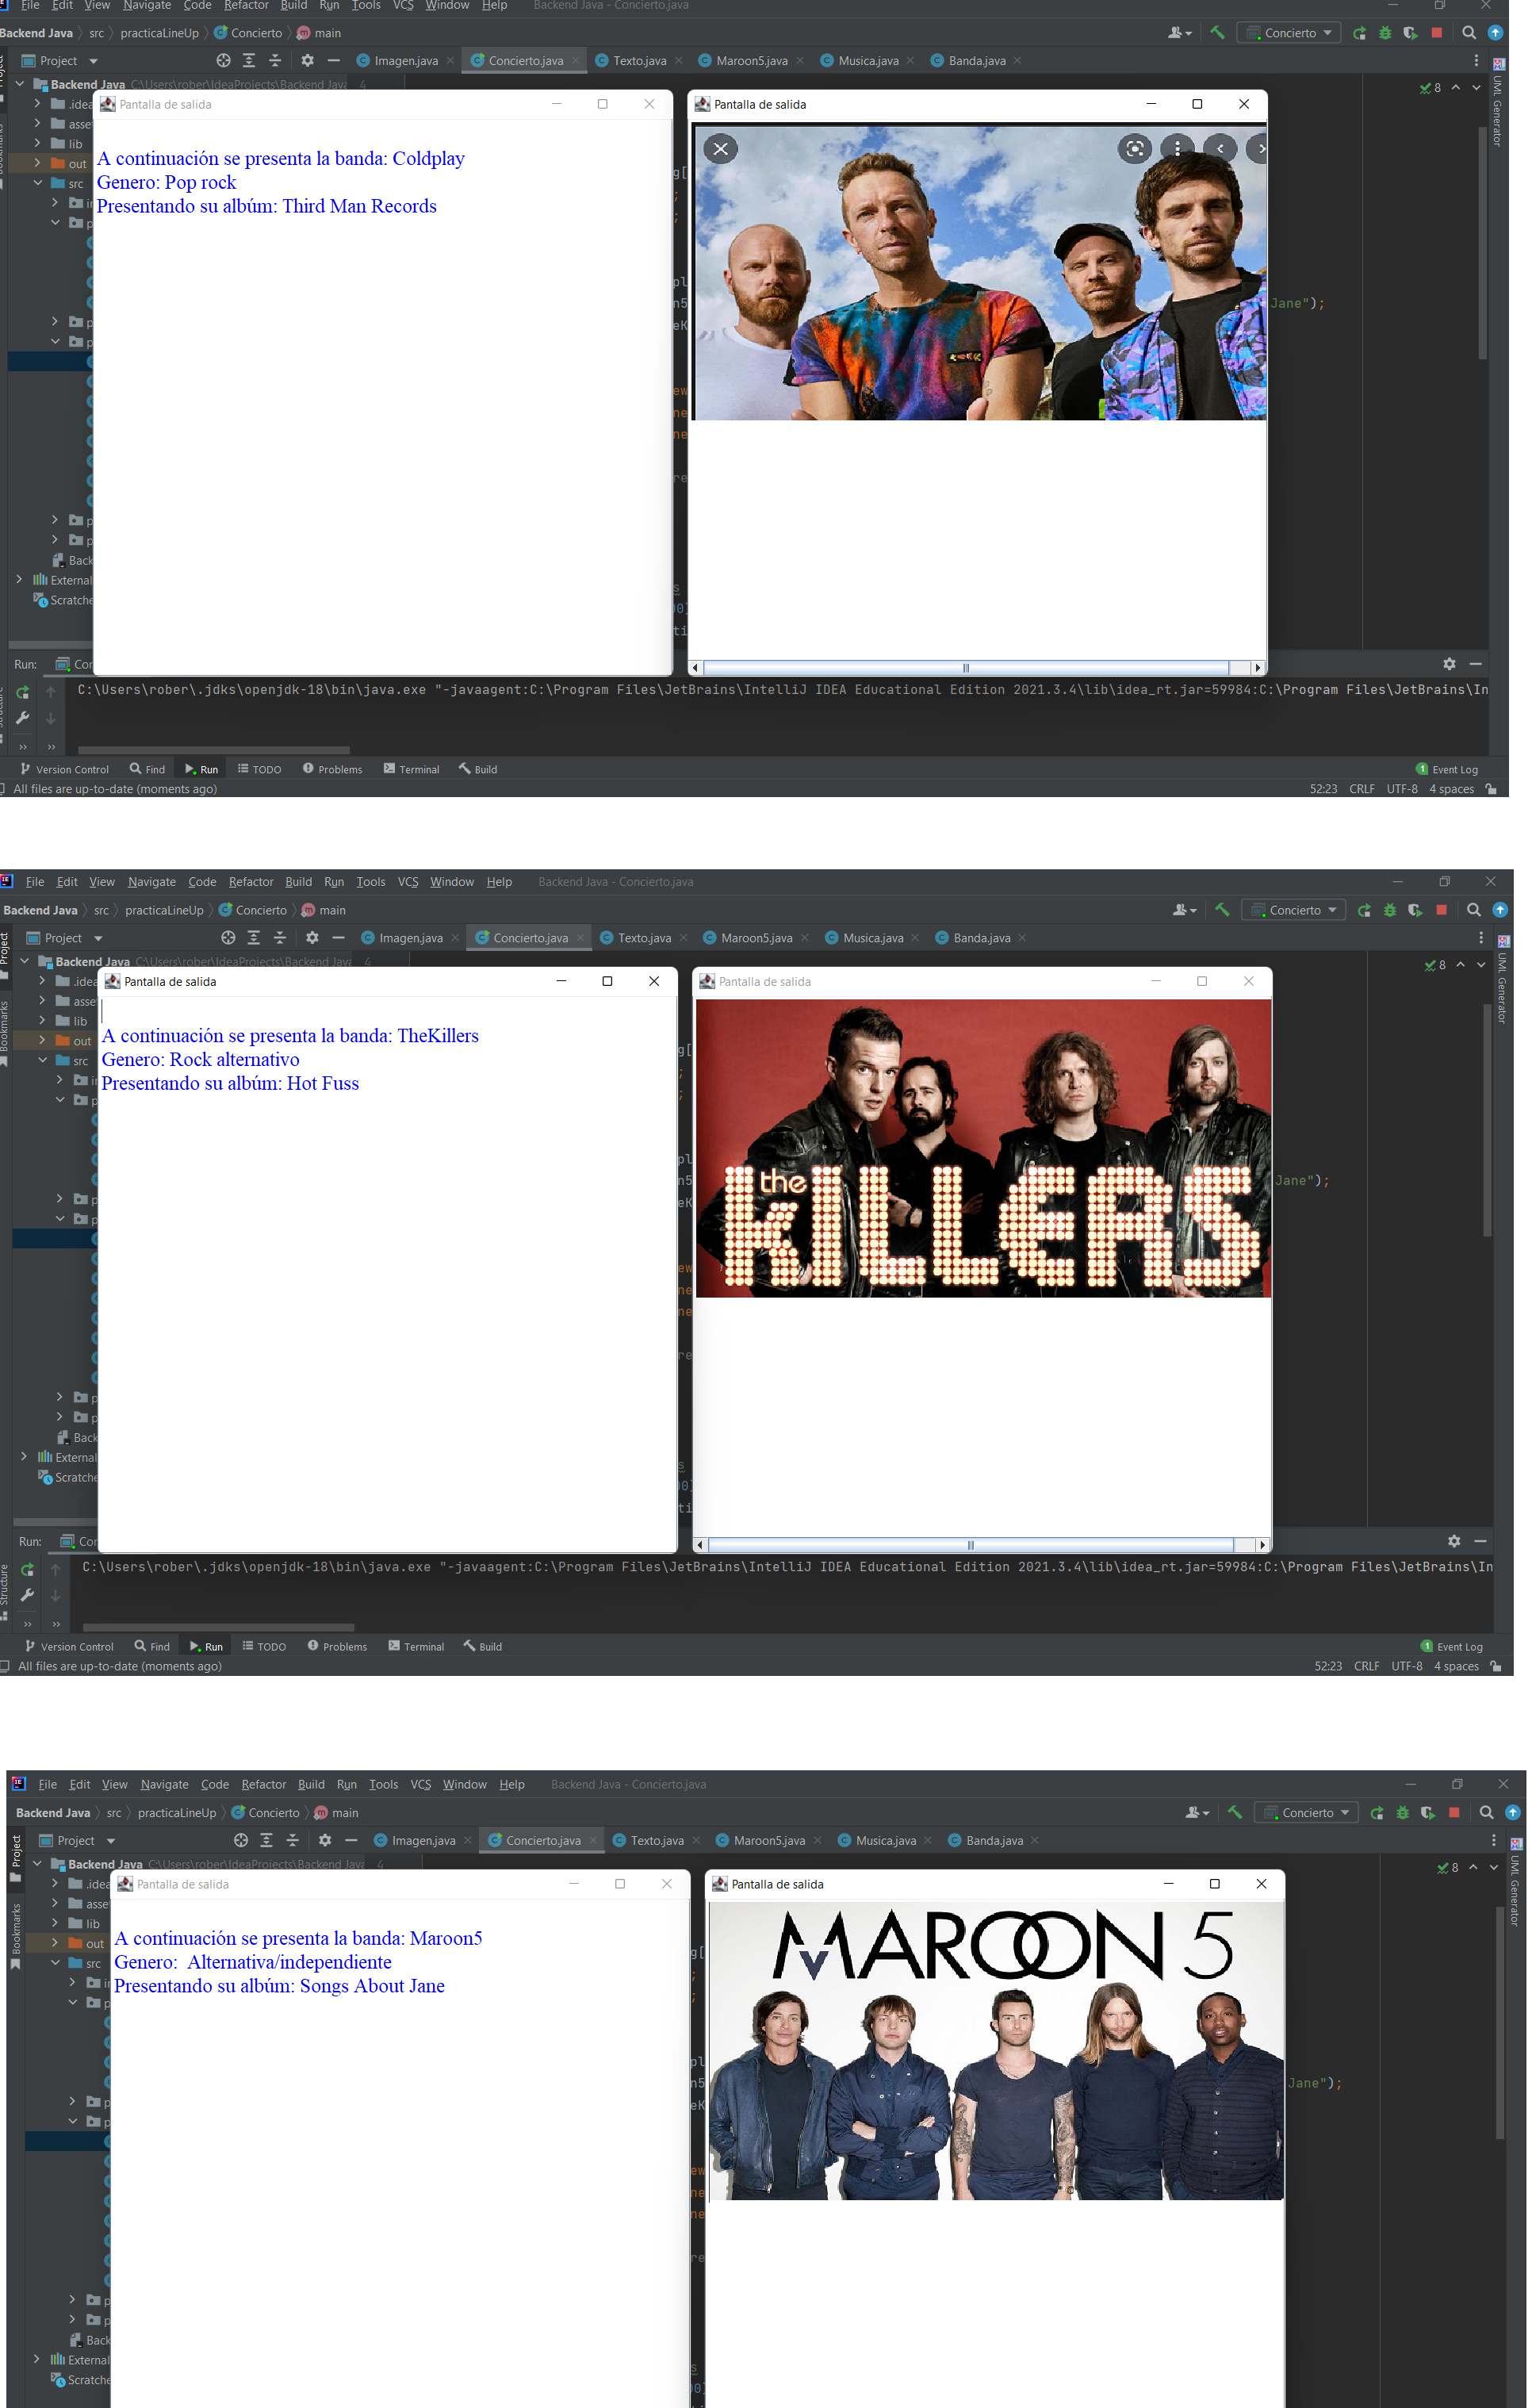 File Edit View Navigate Code Refactor Build Run Tools VCS Window Help Backend Java - Concierto.java
Backend Java src practicaLineUp Concierto main Concierto
Project Imagen.java Concierto.java Texto.java Maroon5.java Musica.java Banda.java
Backend Java C:\Users\rober\IdeaProjects\Backend Java 4 8
UML Generator
.idea
asse
lib
out
src
Back
External
Scratche
Pantalla de salida
A continuación se presenta la banda: Coldplay
Genero: Pop rock
Presentando su albúm: Third Man Records
Pantalla de salida
Jane");
Run: Cor
C:\Users\rober\.jdks\openjdk-18\bin\java.exe "-javaagent:C:\Program Files\JetBrains\IntelliJ IDEA Educational Edition 2021.3.4\lib\idea_rt.jar=59984:C:\Program Files\JetBrains\In
Version Control Find Run TODO Problems Terminal Build Event Log
All files are up-to-date (moments ago) 52:23 CRLF UTF-8 4 spaces
File Edit View Navigate Code Refactor Build Run Tools VCS Window Help Backend Java - Concierto.java
Backend Java src practicaLineUp Concierto main Concierto
Project Project Imagen.java Concierto.java Texto.java Maroon5.java Musica.java Banda.java
Backend Java C:\Users\rober\IdeaProjects\Backend Java 4 8
UML Generator
Bookmarks
.idea
asse
lib
out
src
Back
External
Scratche
Pantalla de salida
A continuación se presenta la banda: TheKillers
Genero: Rock alternativo
Presentando su albúm: Hot Fuss
Pantalla de salida
the
KILLERS
Jane");
Run: Cor
Structure
C:\Users\rober\.jdks\openjdk-18\bin\java.exe "-javaagent:C:\Program Files\JetBrains\IntelliJ IDEA Educational Edition 2021.3.4\lib\idea_rt.jar=59984:C:\Program Files\JetBrains\In
Version Control Find Run TODO Problems Terminal Build 1 Event Log
All files are up-to-date (moments ago) 52:23 CRLF UTF-8 4 spaces
File Edit View Navigate Code Refactor Build Run Tools VCS Window Help Backend Java - Concierto.java
Backend Java src practicaLineUp Concierto main Concierto
Project Project Imagen.java Concierto.java Texto.java Maroon5.java Musica.java Banda.java
Backend Java C:\Users\rober\IdeaProjects\Backend Java 4 8
UML Generator
Bookmarks
.idea
asse
lib
out
src
Back
External
Scratche
Pantalla de salida
A continuación se presenta la banda: Maroon5
Genero:  Alternativa/independiente
Presentando su albúm: Songs About Jane
Pantalla de salida
MAROON 5
Jane");